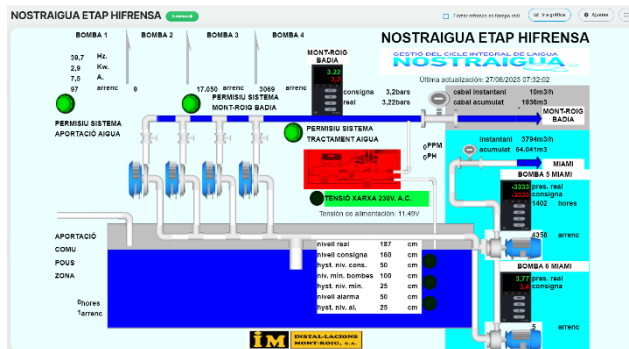 NOSTRAIGUA ETAP HIFRENSA
Forzar refresco en tiempo real
Ajustes
BOMBA 1 BOMBA 2 BOMBA 3 BOMBA 4
NOSTRAIGUA ETAP HIFRENSA
GESTIÓ DEL CICLE INTEGRAL DE L'AIGUA
NOSTRAIGUA
Última actualización: 27/06/2023 07:32:02
MONT-ROIG
BADIA
3,22
consigna 3,2bars
real 3,22bars
39,7 Hz.
2,9 Kw.
7,5 A.
97 arrenc 9 17.050 arrenc 3069 arrenc
PERMISIU SISTEMA
APORTACIÓ AIGUA
PERMISIU SISTEMA
MONT-ROIG BADIA
PERMISIU SISTEMA
TRACTAMENT AIGUA
cabal instantani 10m3/h
cabal acumulat 1936m3
MONT-ROIG
BADIA
instantani 3794m3/h
acumulat 64.041m3
MIAMI
0PPM
0PH
TENSIÓ XARXA 230V. A.C.
Tensión de alimentación: 11.49V
BOMBA 5 MIAMI
-3333 pres. real
-3333 consigna
1402 hores
4358 arrenc
BOMBA 6 MIAMI
3,77 pres. real
3,4 consigna
5 arrenc
APORTACIÓ
COMU
POUS
ZONA
0hores
1arrenc
nivell real 187 cm
nivell consigna 160 cm
hyst. niv. cons. 50 cm
niv. min. bombes 100 cm
hyst. niv. min. 25 cm
nivell alarma 50 cm
hyst. niv. al. 25 cm
IM INSTAL·LACIONS
MONT-ROIG, S.A.